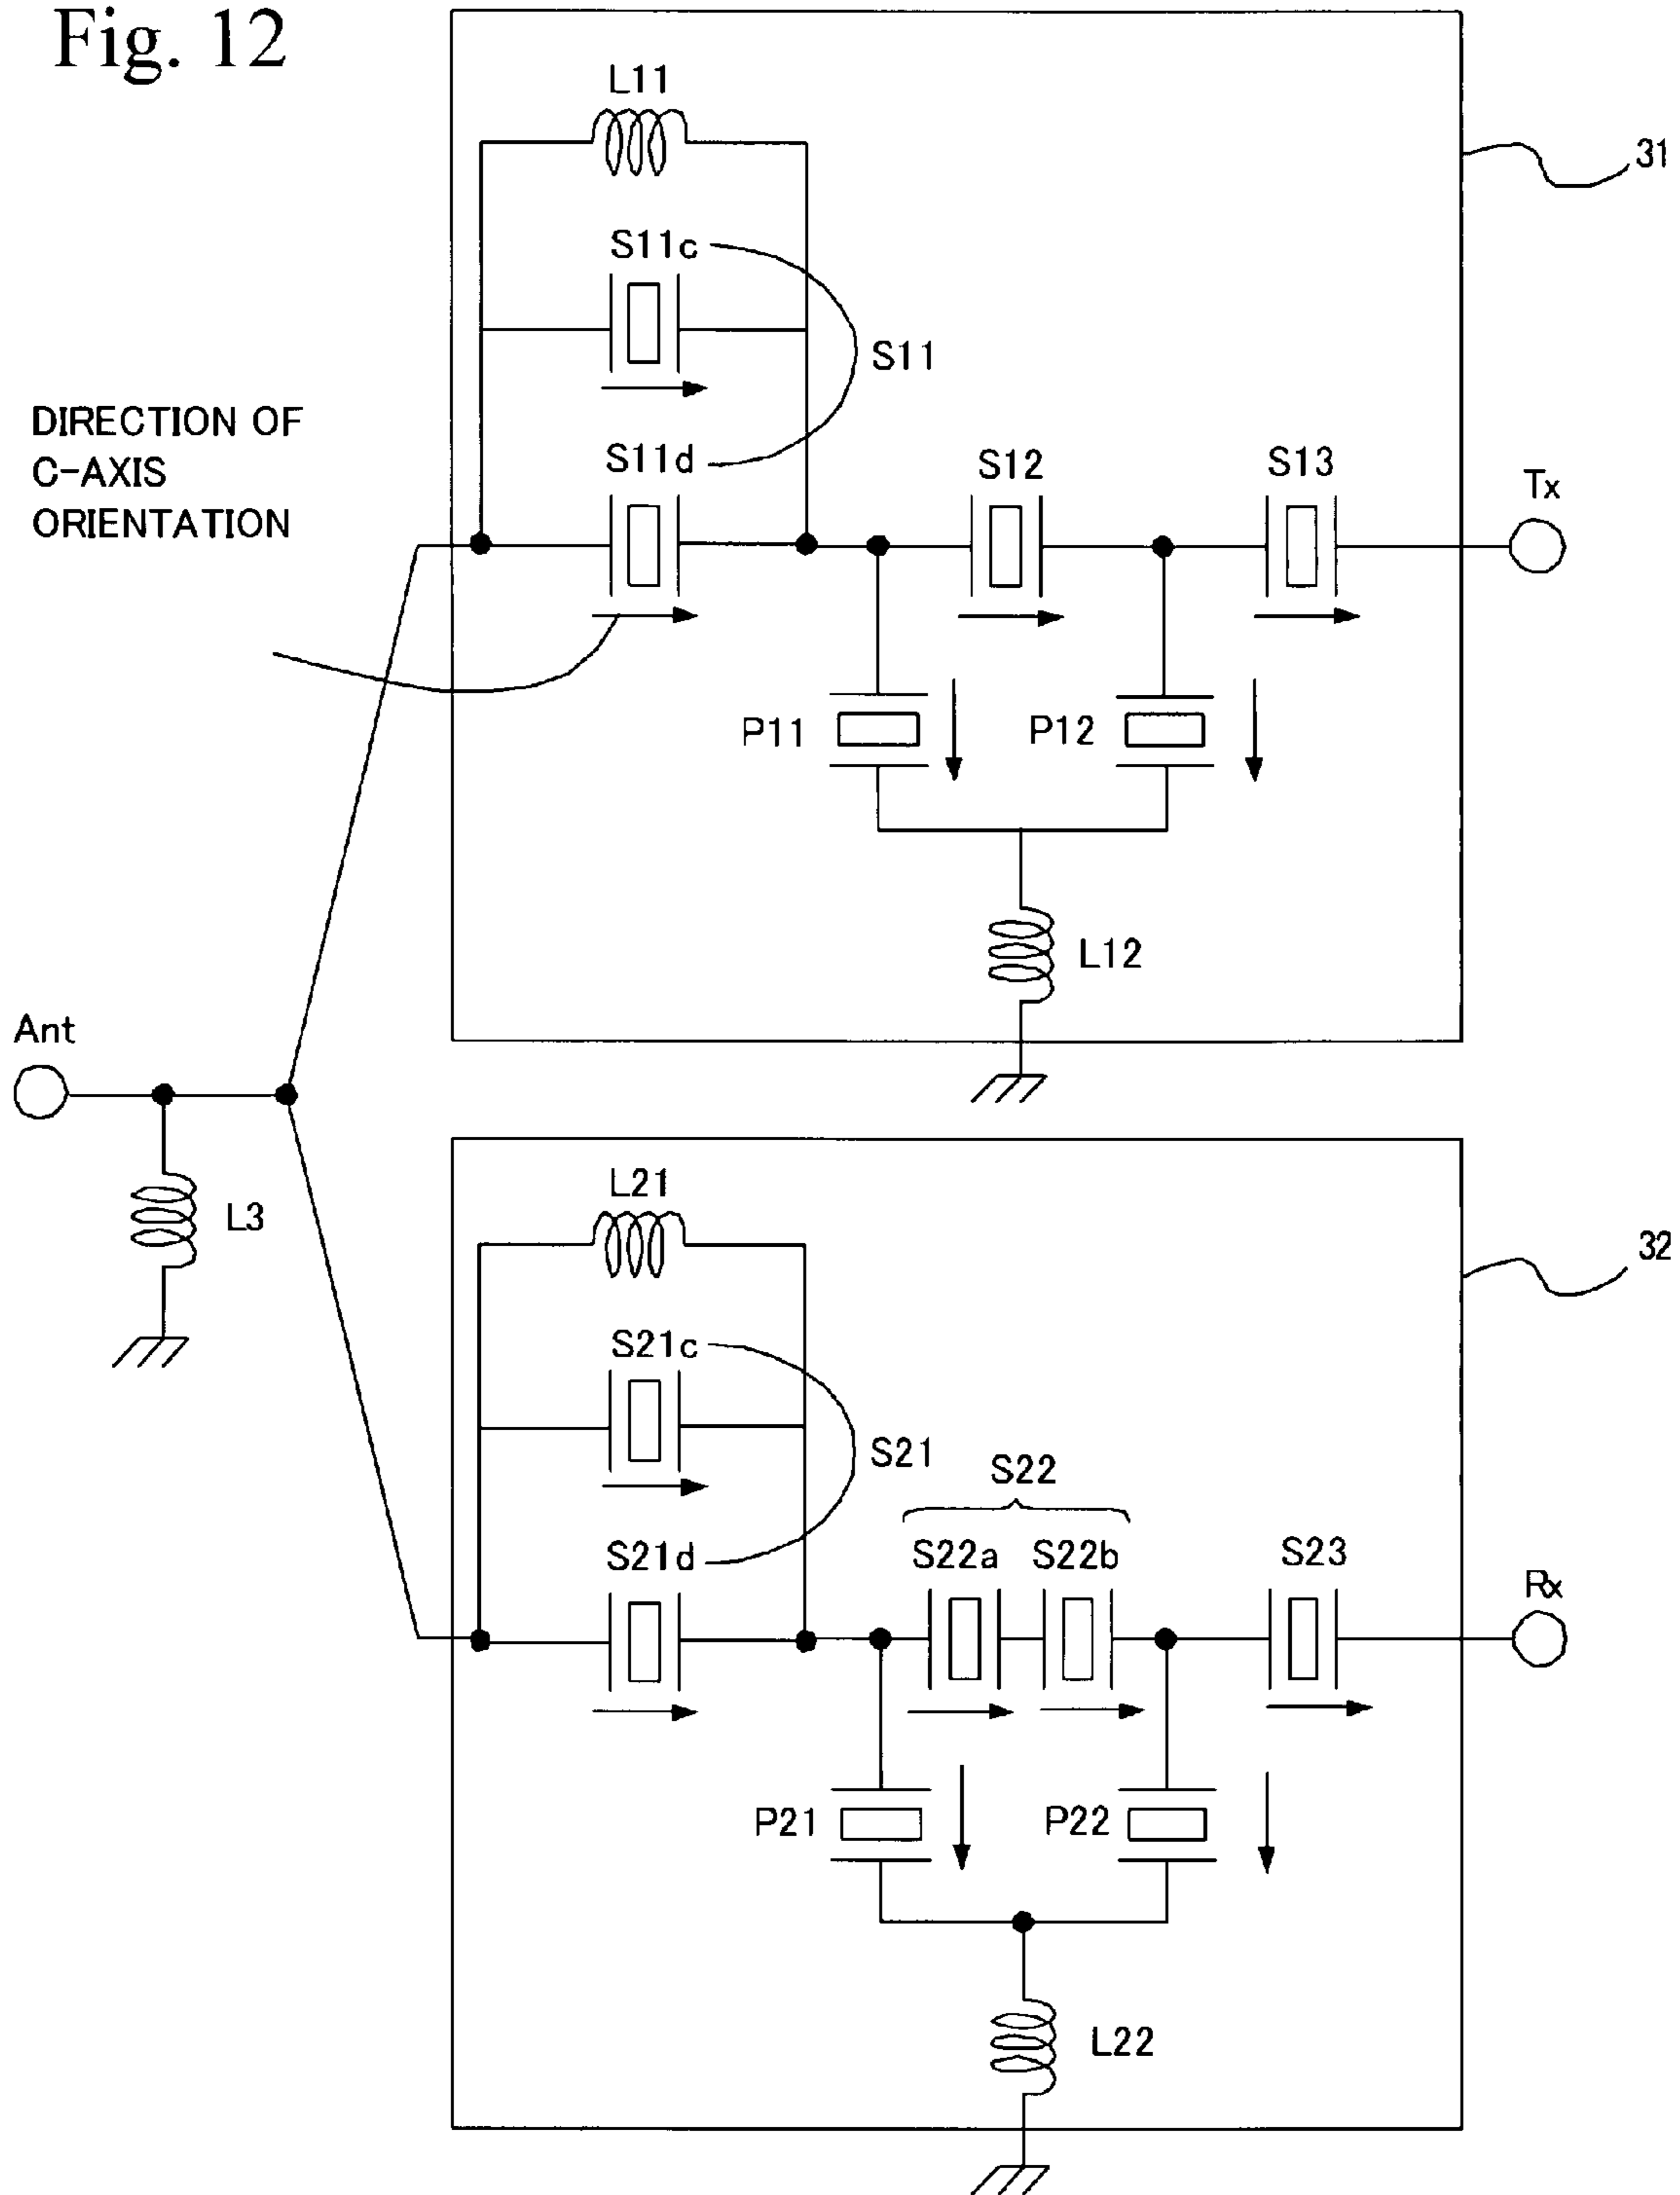 Fig. 12
L11
31
S11c
S11
DIRECTION OF
C-AXIS
ORIENTATION
S11d
S12
S13
Tx
P11
P12
L12
Ant
L3
L21
32
S21c
S21
S22
S21d
S22a
S22b
S23
Rx
P21
P22
L22